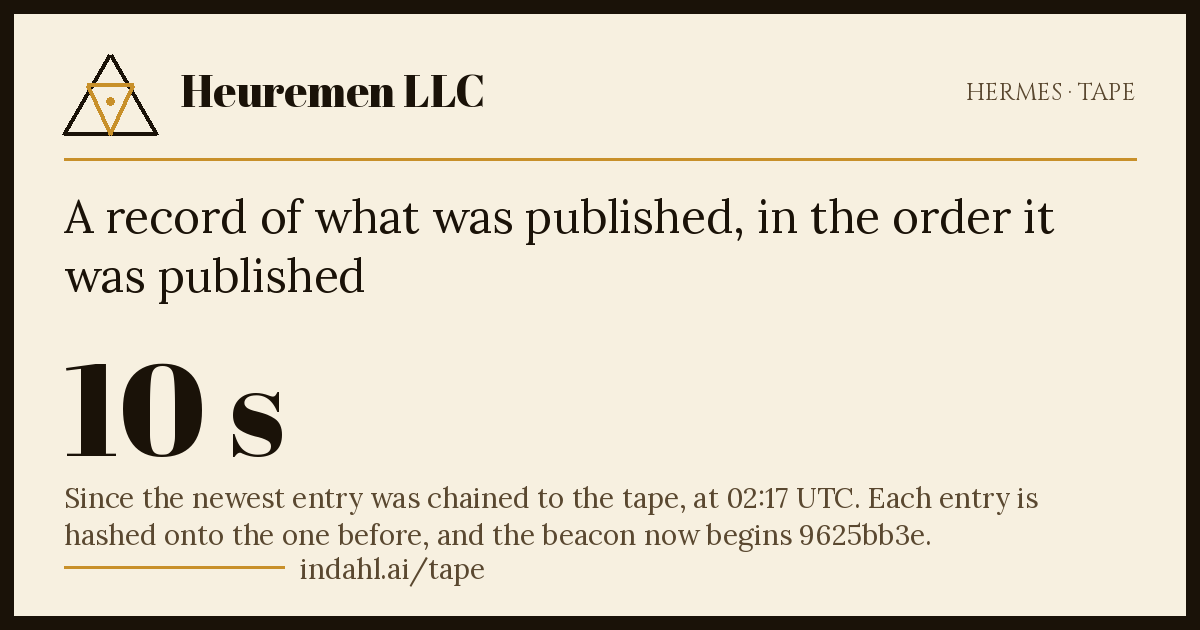 Heuremen LLC
HERMES · TAPE
A record of what was published, in the order it
was published
10 s
Since the newest entry was chained to the tape, at 02:17 UTC. Each entry is
hashed onto the one before, and the beacon now begins 9625bb3e.
indahl.ai/tape